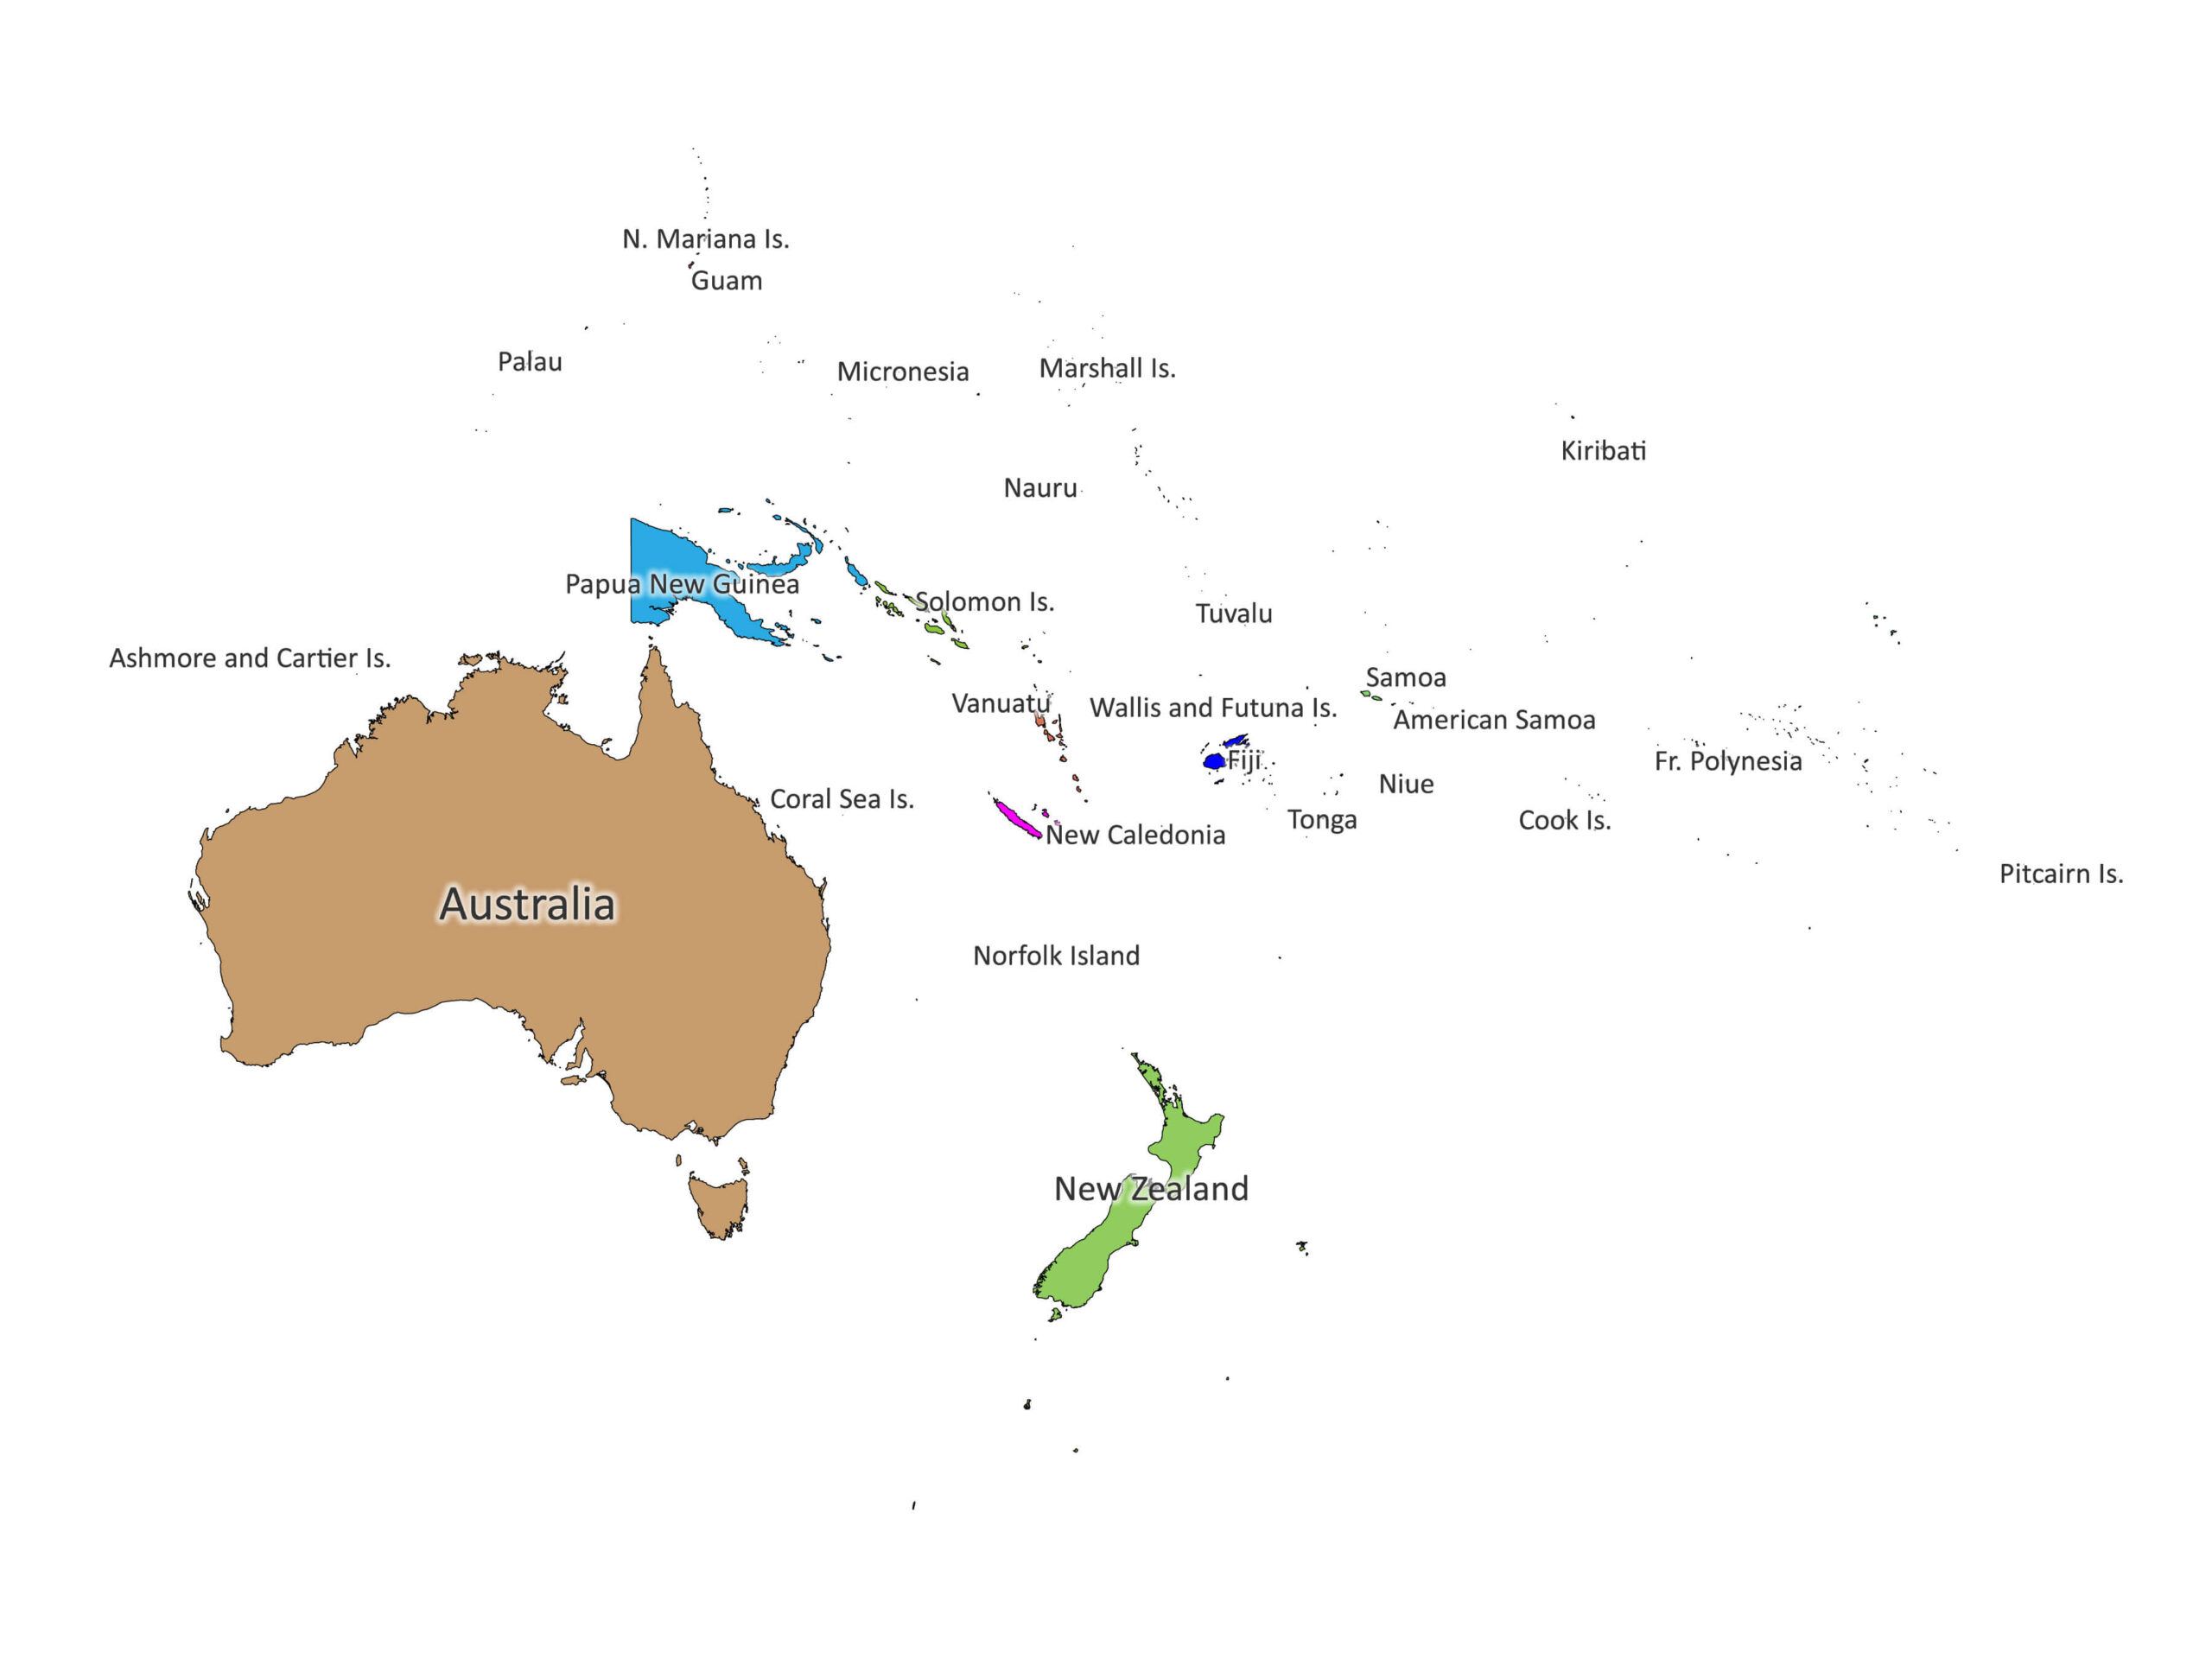 N. Mariana Is.
Guam
Palau
Micronesia
Marshall Is.
Kiribati
Nauru
Papua New Guinea
Solomon Is.
Tuvalu
Ashmore and Cartier Is.
Samoa
Vanuatu
Wallis and Futuna Is.
American Samoa
Fiji
Fr. Polynesia
Niue
Coral Sea Is.
Tonga
Cook Is.
New Caledonia
Pitcairn Is.
Australia
Norfolk Island
New Zealand